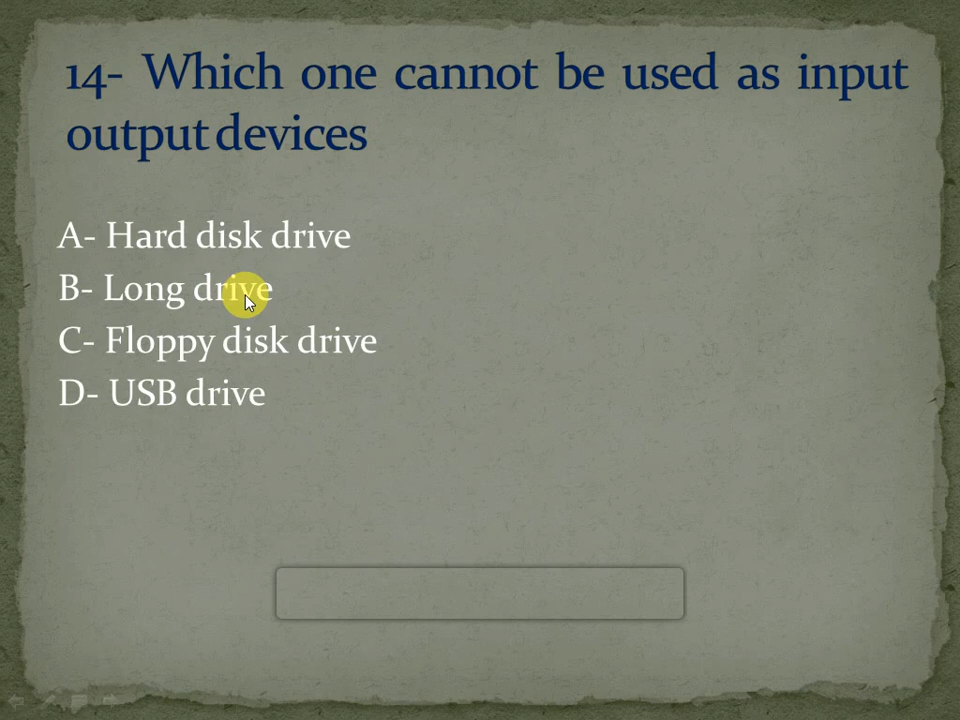 14- Which one cannot be used as input
output devices
A- Hard disk drive
B- Long drive
C- Floppy disk drive
D- USB drive